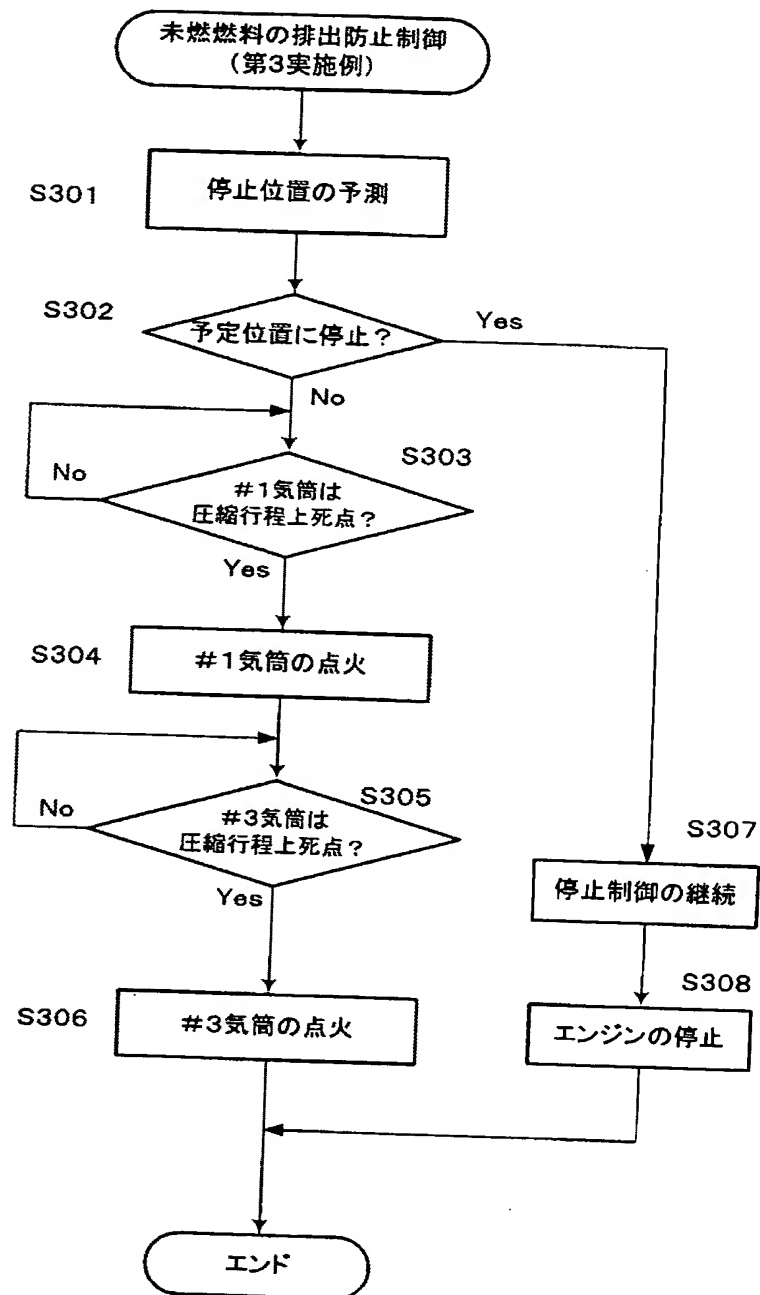 未燃燃料の排出防止制御
(第3実施例)
S301
停止位置の予測
S302
予定位置に停止?
Yes
No
S303
No
#1気筒は
圧縮行程上死点?
Yes
S304
#1気筒の点火
S305
No
#3気筒は
圧縮行程上死点?
Yes
S307
停止制御の継続
S306
#3気筒の点火
S308
エンジンの停止
エンド